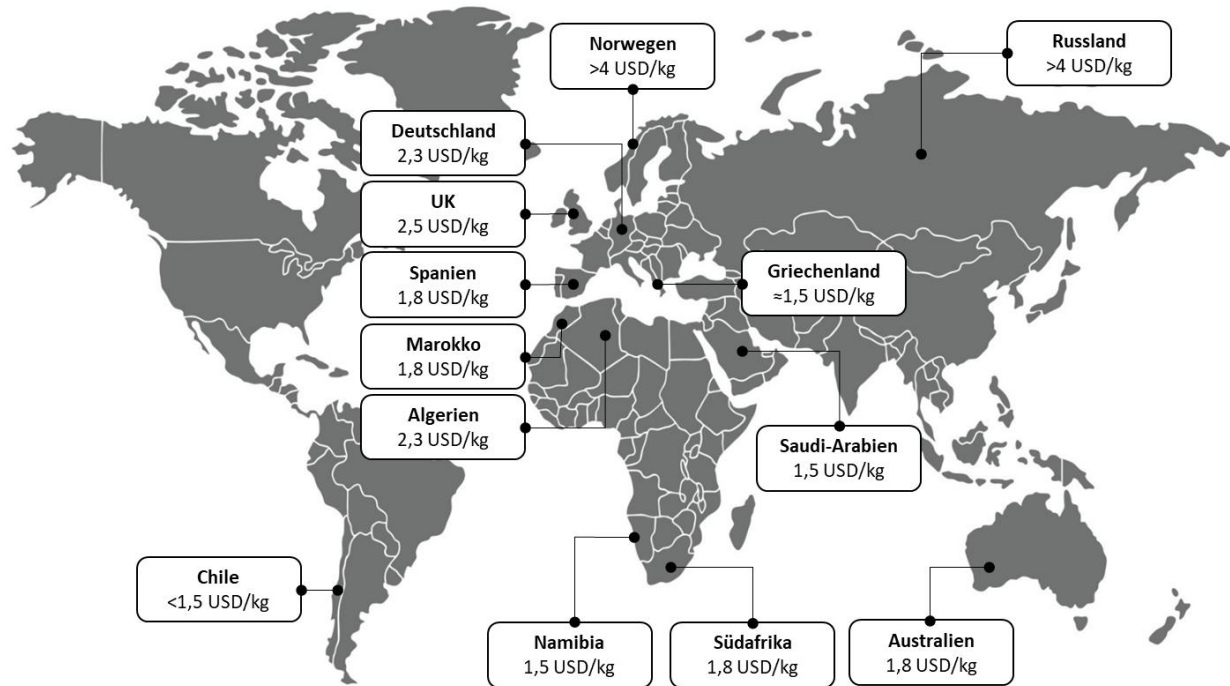 Norwegen
>4 USD/kg
Russland
>4 USD/kg
Deutschland
2,3 USD/kg
UK
2,5 USD/kg
Spanien
1,8 USD/kg
Griechenland
≈1,5 USD/kg
Marokko
1,8 USD/kg
Algerien
2,3 USD/kg
Saudi-Arabien
1,5 USD/kg
Chile
<1,5 USD/kg
Namibia
1,5 USD/kg
Südafrika
1,8 USD/kg
Australien
1,8 USD/kg